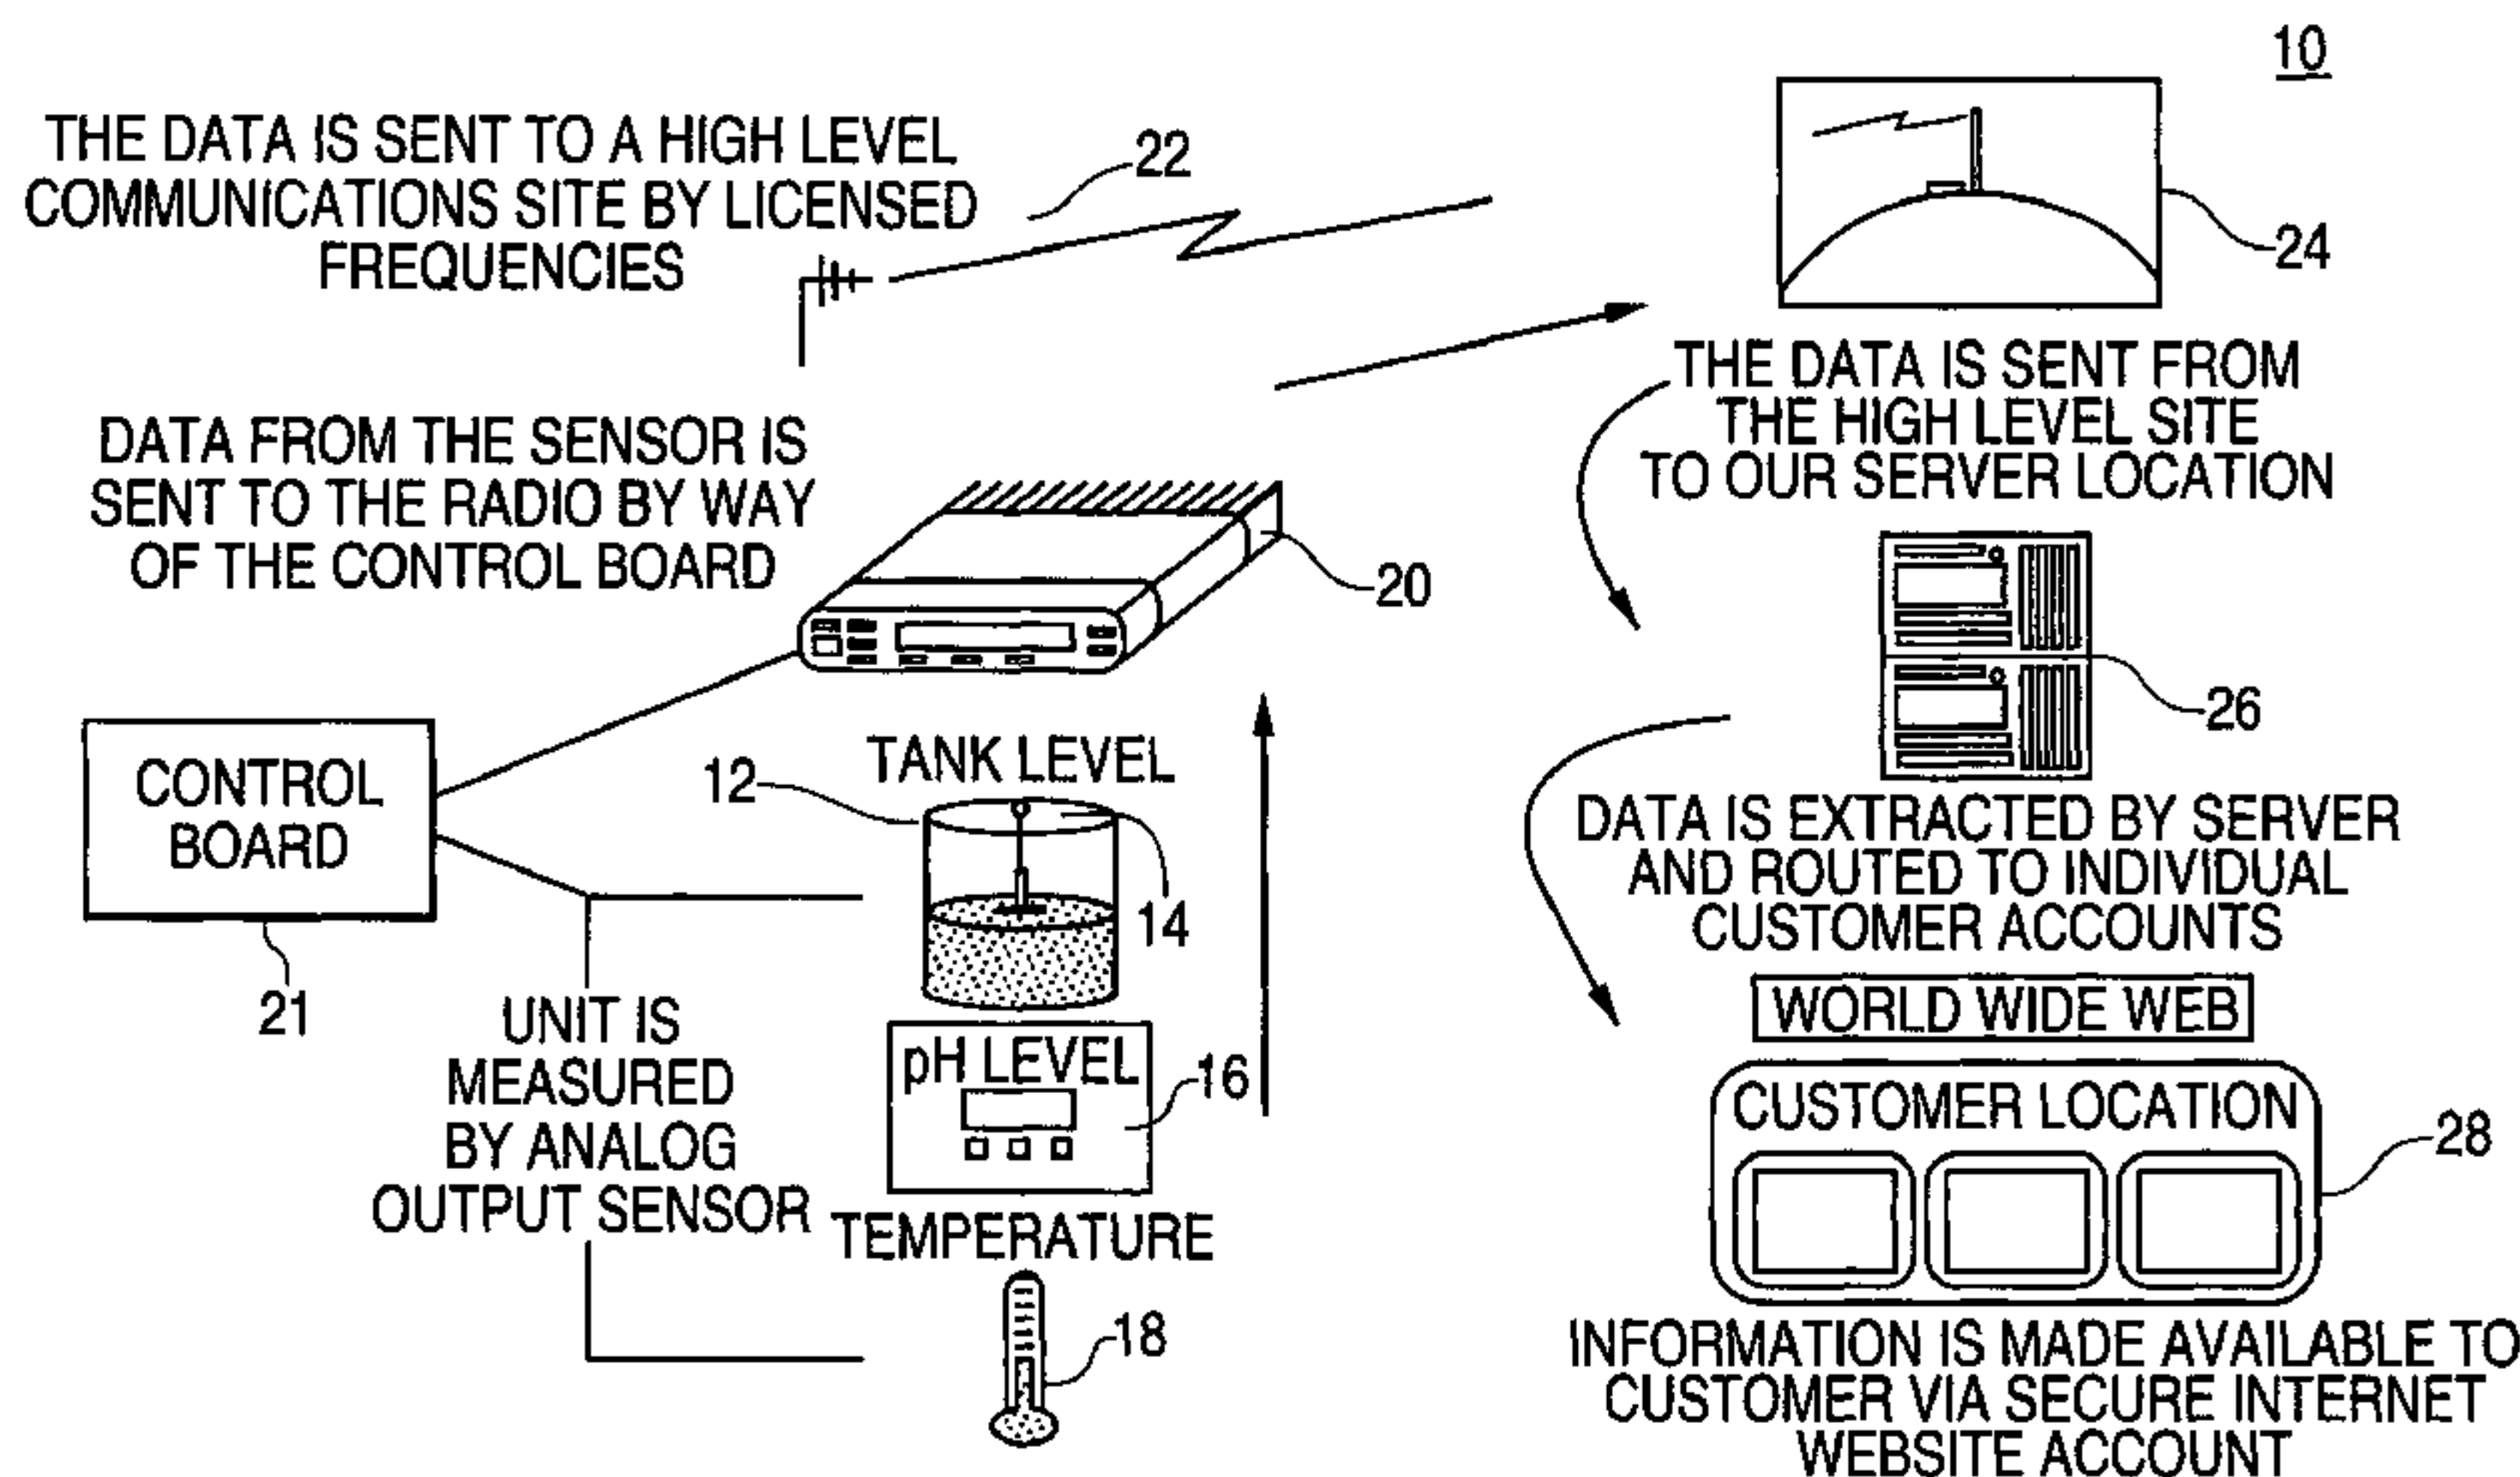 10
THE DATA IS SENT TO A HIGH LEVEL
COMMUNICATIONS SITE BY LICENSED
FREQUENCIES
22
24
THE DATA IS SENT FROM
THE HIGH LEVEL SITE
TO OUR SERVER LOCATION
DATA FROM THE SENSOR IS
SENT TO THE RADIO BY WAY
OF THE CONTROL BOARD
20
26
CONTROL
BOARD
21
12
TANK LEVEL
14
DATA IS EXTRACTED BY SERVER
AND ROUTED TO INDIVIDUAL
CUSTOMER ACCOUNTS
UNIT IS
MEASURED
BY ANALOG
OUTPUT SENSOR
pH LEVEL
16
TEMPERATURE
18
WORLD WIDE WEB
CUSTOMER LOCATION
28
INFORMATION IS MADE AVAILABLE TO
CUSTOMER VIA SECURE INTERNET
WEBSITE ACCOUNT